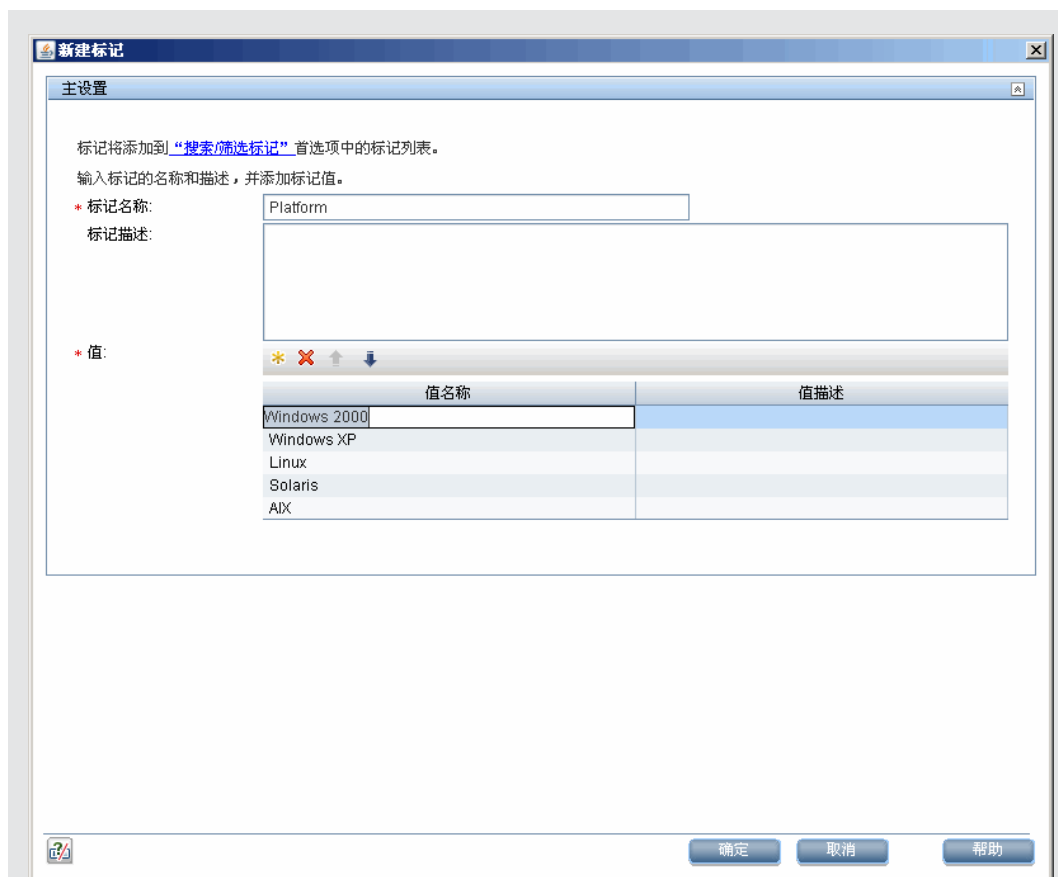 新建标记
主设置
标记将添加到“搜索/筛选标记”首选项中的标记列表。
输入标记的名称和描述，并添加标记值。
* 标记名称: Platform
标记描述:
* 值:
值名称 值描述
Windows 2000
Windows XP
Linux
Solaris
AIX
确定 取消 帮助